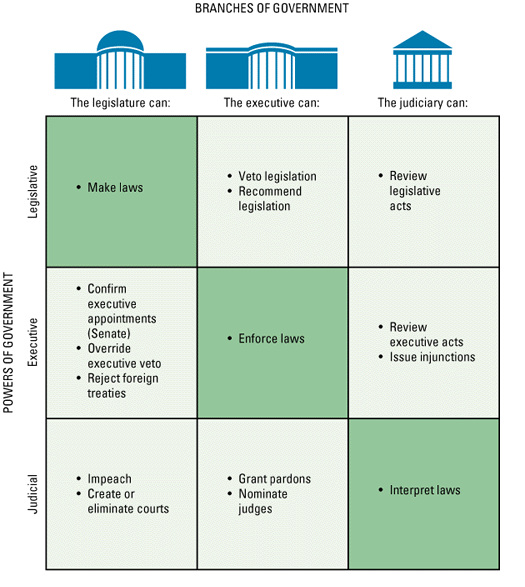 BRANCHES OF GOVERNMENT
The legislature can:
The executive can:
The judiciary can:
POWERS OF GOVERNMENT
Legislative
• Make laws
• Veto legislation
• Recommend
legislation
• Review
legislative
acts
Executive
• Confirm
executive
appointments
(Senate)
• Override
executive veto
• Reject foreign
treaties
• Enforce laws
• Review
executive acts
• Issue injunctions
Judicial
• Impeach
• Create or
eliminate courts
• Grant pardons
• Nominate
judges
• Interpret laws